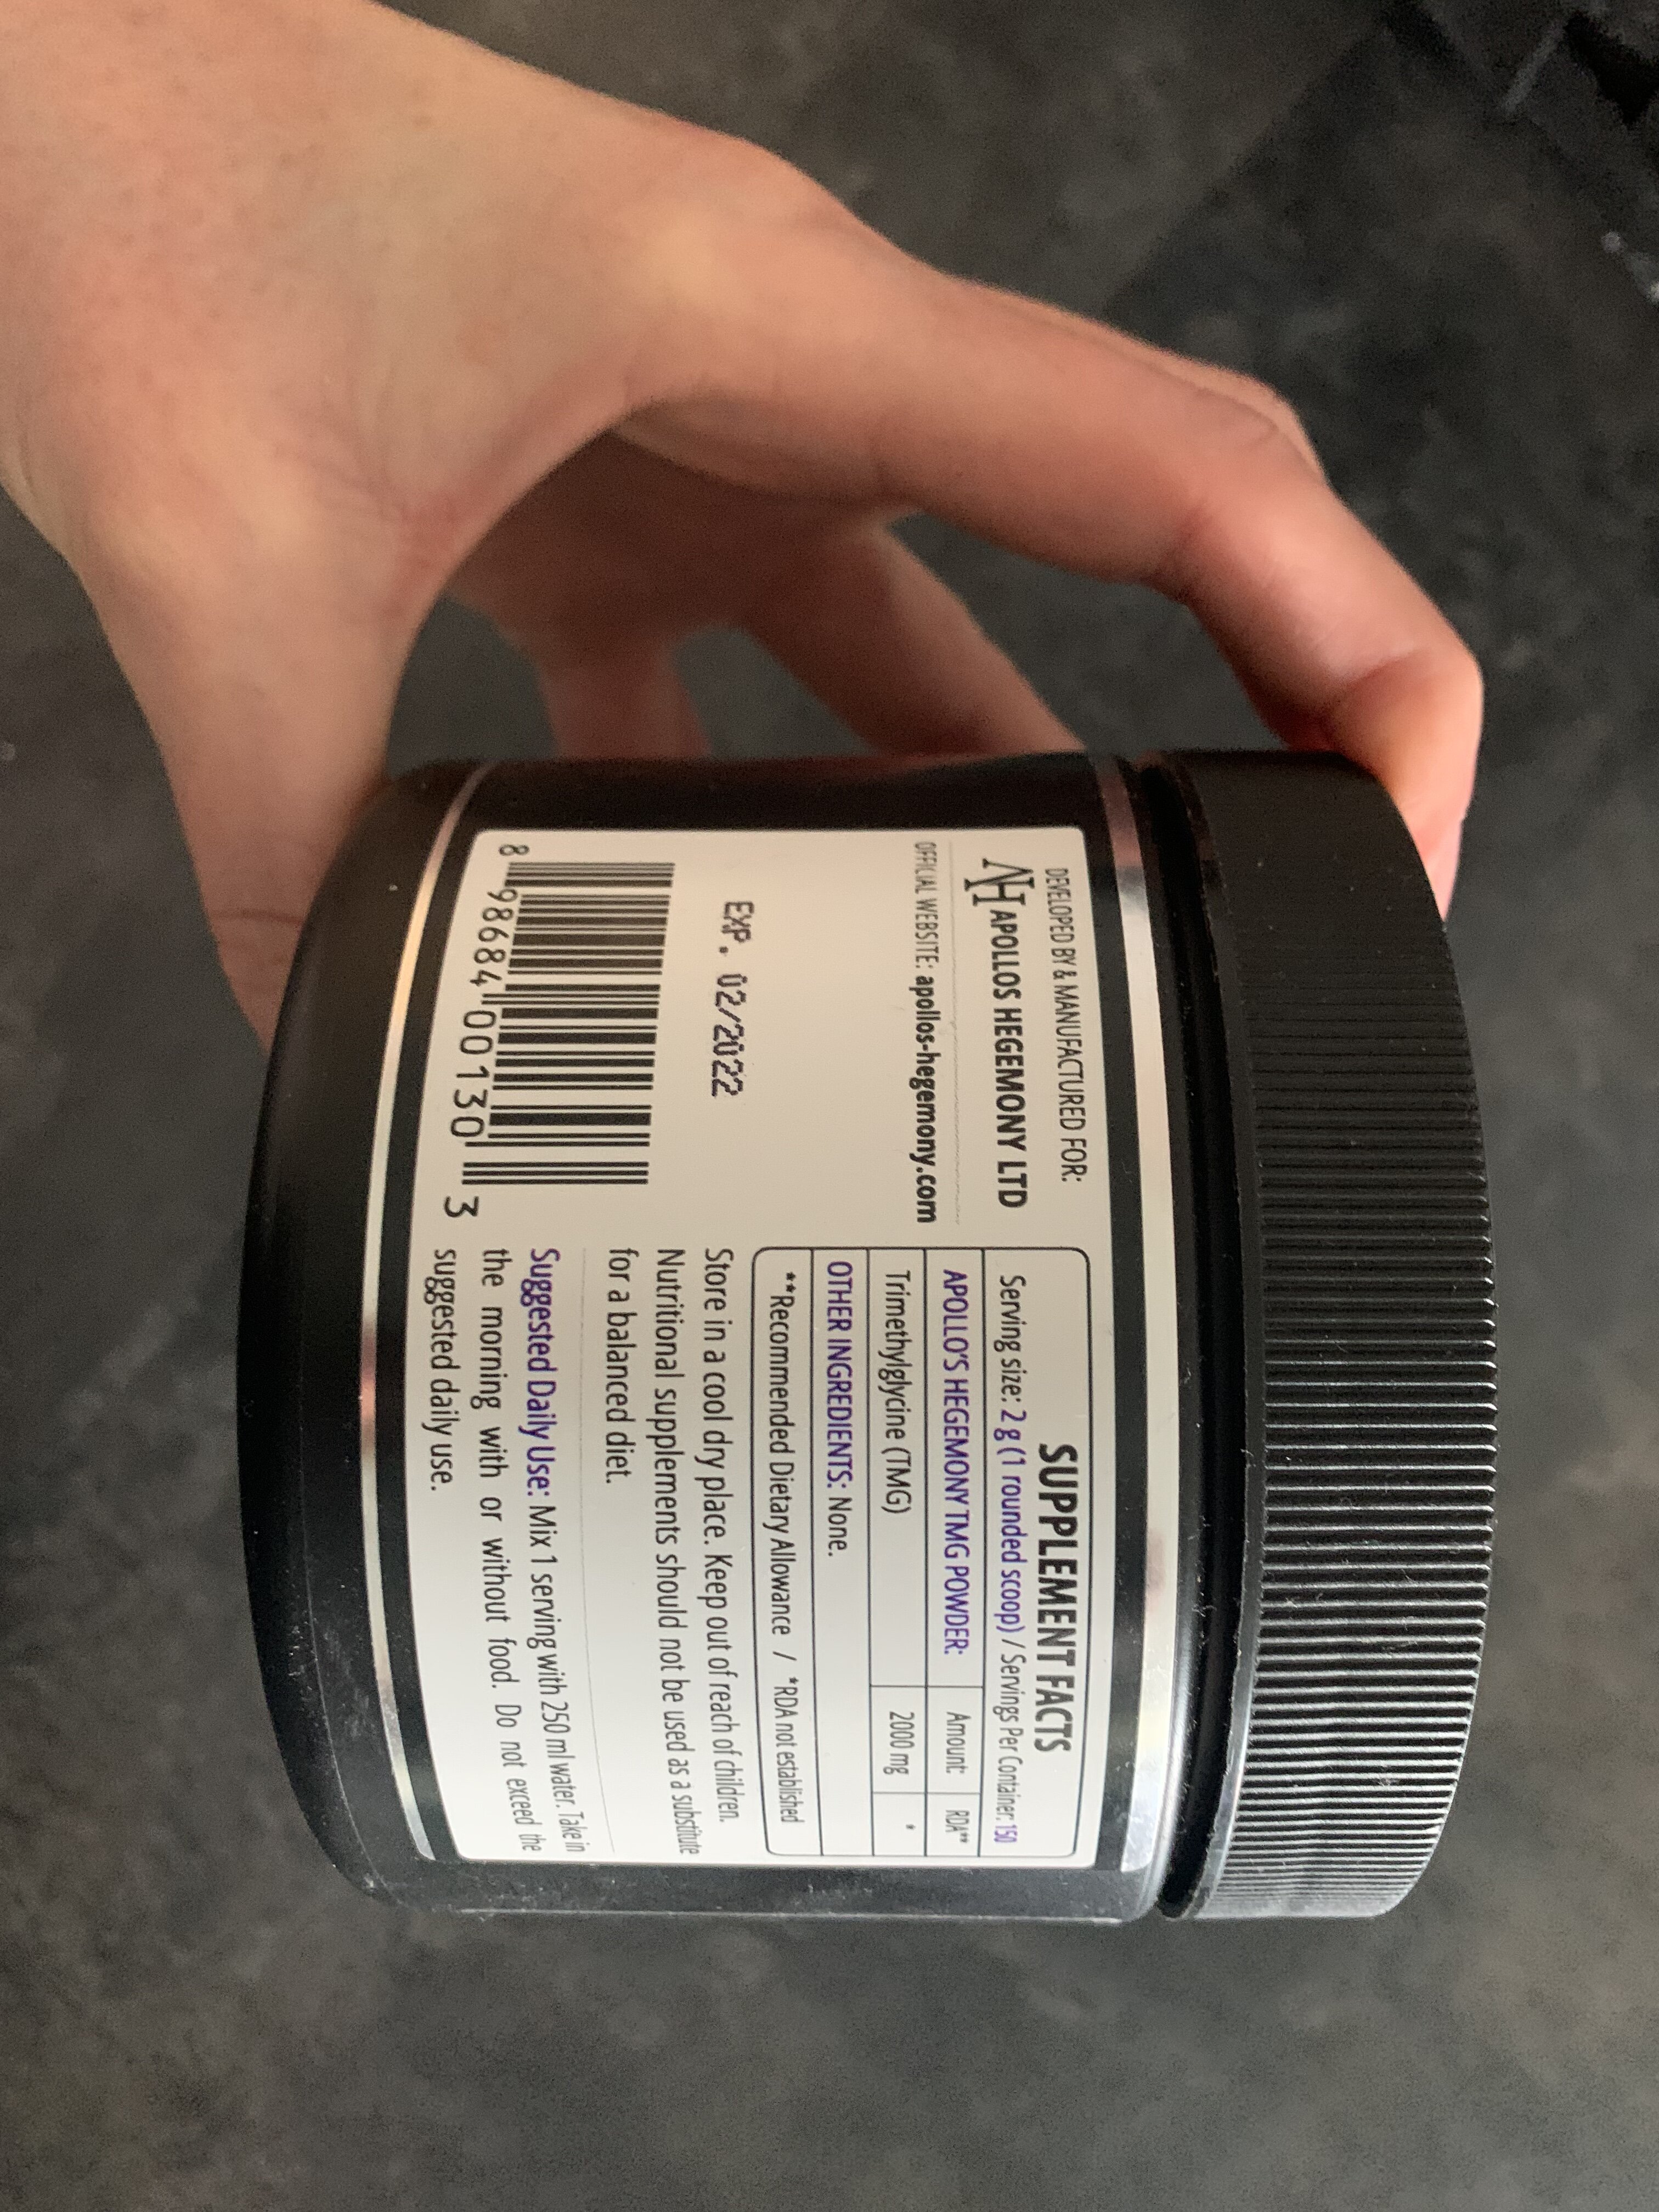 DEVELOPED BY & MANUFACTURED FOR:
AH APOLLOS HEGEMONY LTD
OFFICIAL WEBSITE: apollos-hegemony.com
EXP. 02/2022
8 98684 00130 3
SUPPLEMENT FACTS
Serving size: 2 g (1 rounded scoop) / Servings Per Container: 150
APOLLO'S HEGEMONY TMG POWDER: Amount: RDA**
Trimethylglycine (TMG) 2000 mg *
OTHER INGREDIENTS: None.
**Recommended Dietary Allowance / *RDA not established
Store in a cool dry place. Keep out of reach of children.
Nutritional supplements should not be used as a substitute
for a balanced diet.
Suggested Daily Use: Mix 1 serving with 250 ml water. Take in
the morning with or without food. Do not exceed the
suggested daily use.